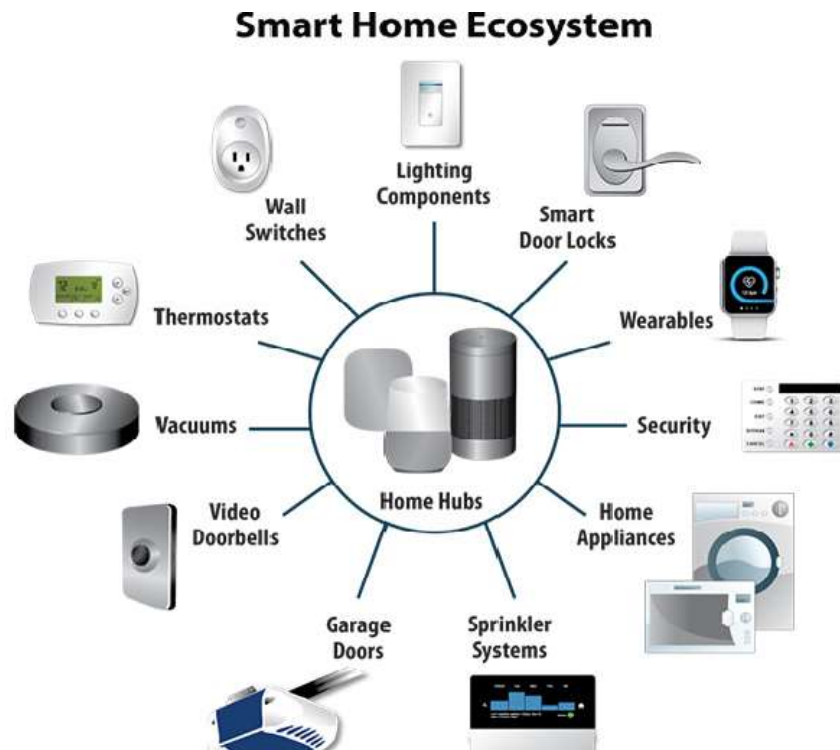 Smart Home Ecosystem
Lighting
Components
Wall
Switches
Smart
Door Locks
Thermostats
Wearables
Vacuums
Security
Home Hubs
Video
Doorbells
Home
Appliances
Garage
Doors
Sprinkler
Systems